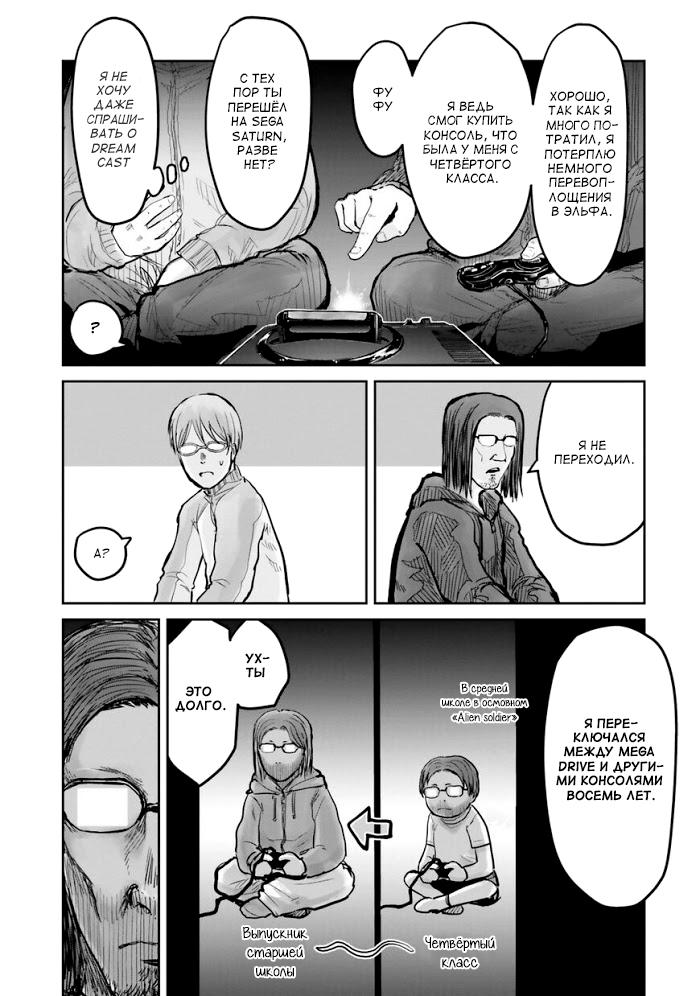 ХОРОШО,
ТАК КАК Я
МНОГО ПО-
ТРАТИЛ, Я
ПОТЕРПЛЮ
НЕМНОГО
ПЕРЕВОП-
ЛОЩЕНИЯ
В ЭЛЬФА.
Я ВЕДЬ
СМОГ КУПИТЬ
КОНСОЛЬ, ЧТО
БЫЛА У МЕНЯ С
ЧЕТВЁРТОГО
КЛАССА.
ФУ
ФУ
С ТЕХ
ПОР ТЫ
ПЕРЕШЁЛ
НА SEGA
SATURN,
РАЗВЕ
НЕТ?
Я НЕ
ХОЧУ
ДАЖЕ
СПРАШИ-
ВАТЬ О
DREAM
CAST
?
Я НЕ
ПЕРЕХОДИЛ.
А?
Я ПЕРЕ-
КЛЮЧАЛСЯ
МЕЖДУ MEGA
DRIVE И ДРУГИ-
МИ КОНСОЛЯМИ
ВОСЕМЬ ЛЕТ.
В средней
школе в осмовном
«Alien soldier»
Четвёртый
класс
Выпускник
старшей
школы
УХ-
ТЫ
ЭТО
ДОЛГО.